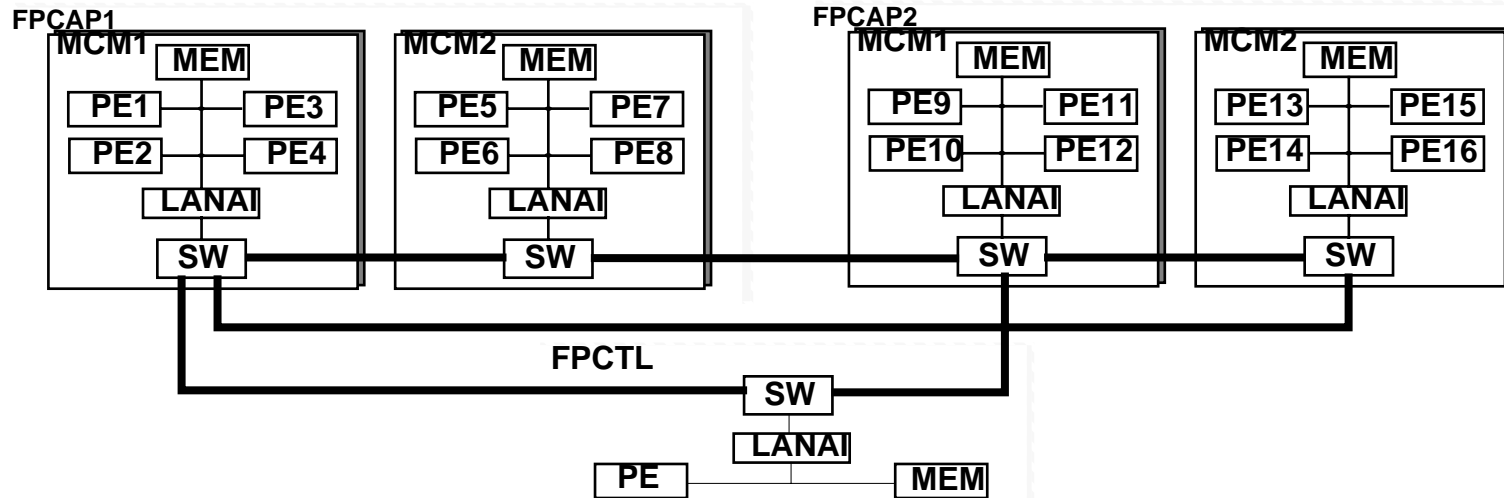 FPCAP1 FPCAP2
MCM1 MCM2 MCM1 MCM2
MEM MEM MEM MEM
PE1 PE3 PE5 PE7 PE9 PE11 PE13 PE15
PE2 PE4 PE6 PE8 PE10 PE12 PE14 PE16
LANAI LANAI LANAI LANAI
SW SW SW SW
FPCTL
SW
LANAI
PE MEM